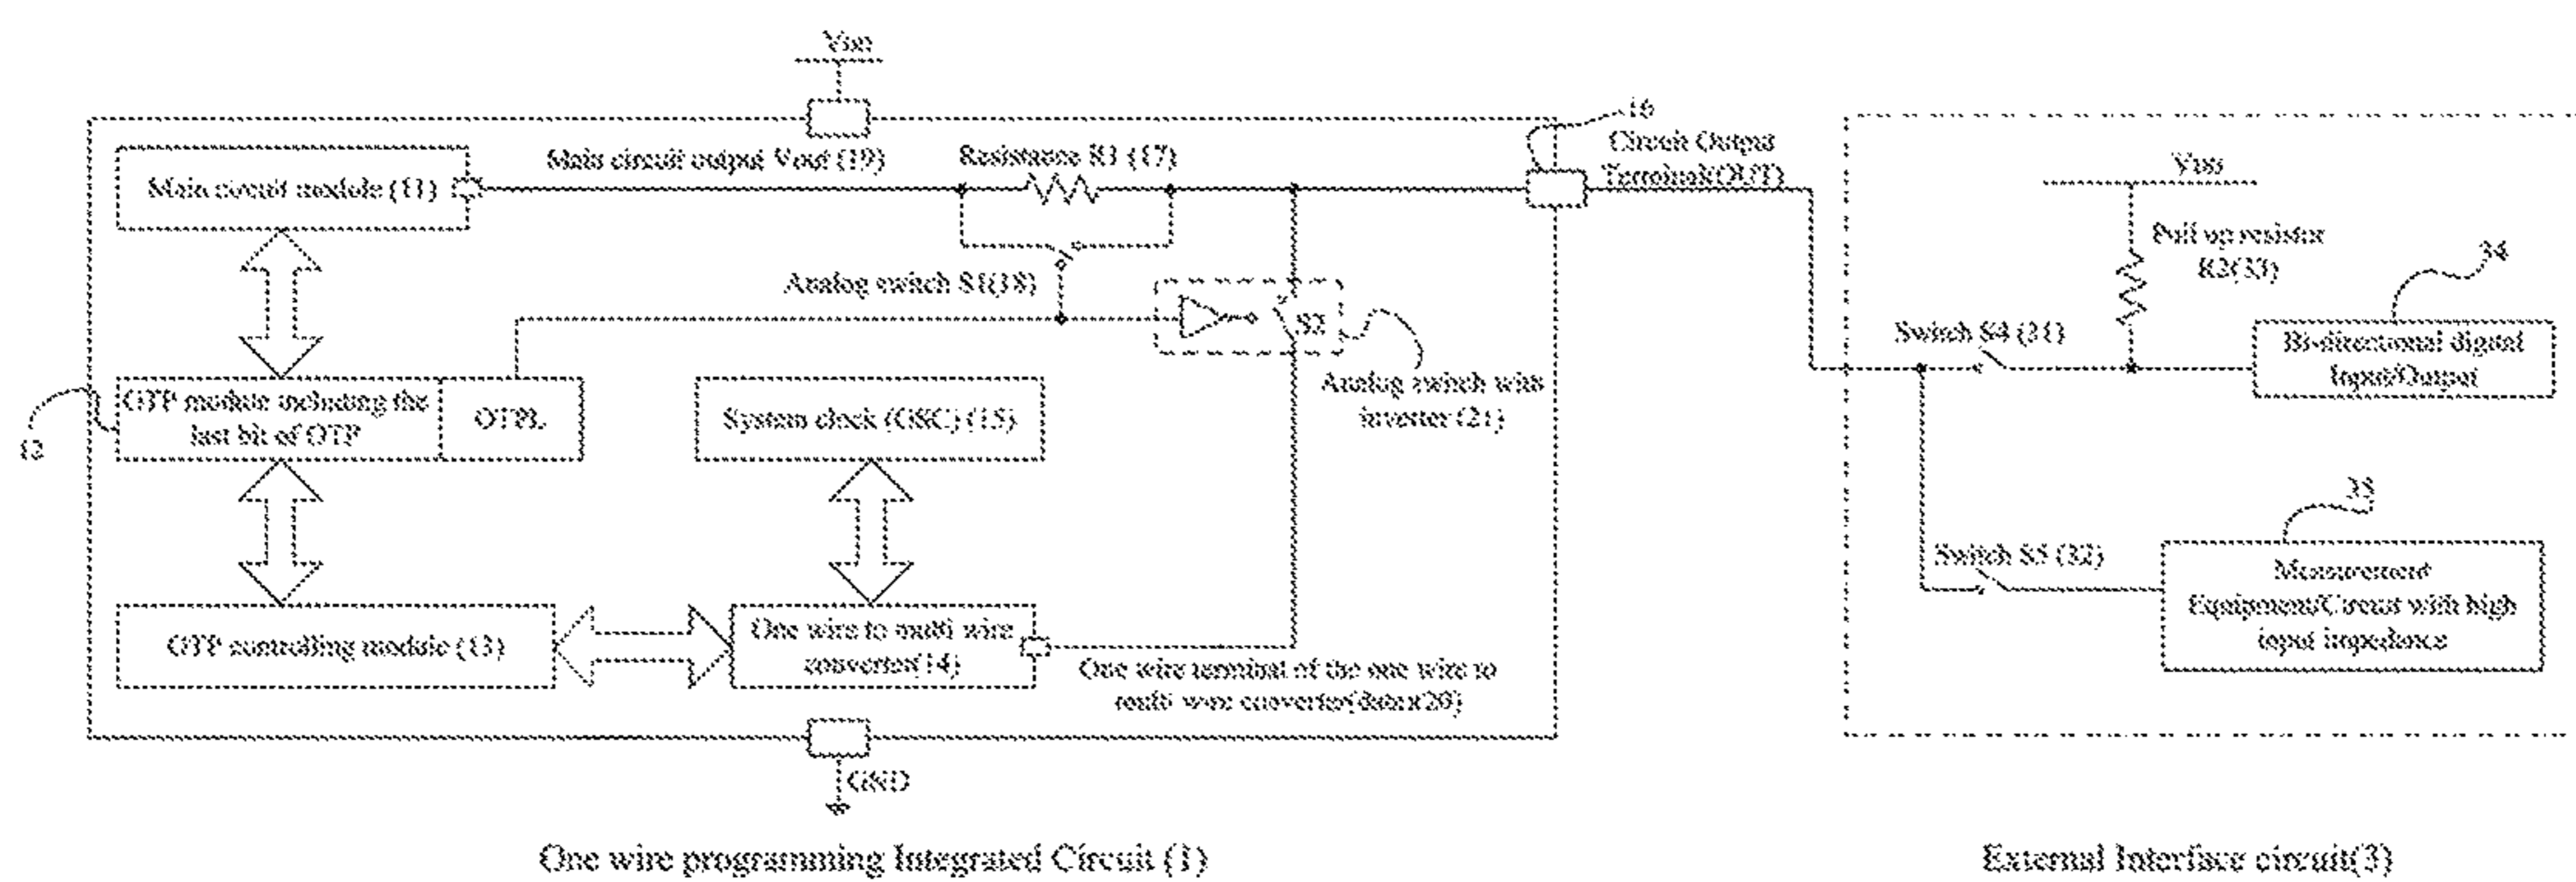 VDD
16
Main circuit output Vout (19)
Resistance R1 (17)
Circuit Output
Terminal(OUT)
Main circuit module (11)
VDD
Pull up resistor
R2(33)
34
Analog switch S1(18)
S2
Switch S4 (31)
Bi-directional digital
Input/Output
Analog switch with
inverter (21)
12
OTP module including the
last bit of OTP
OTPL
System clock (OSC) (15)
35
Switch S5 (32)
Measurement
Equipment/Circuit with high
input impedance
OTP controlling module (13)
One wire to multi wire
converter(14)
One wire terminal of the one wire to
multi wire converter(data)(20)
GND
One wire programming Integrated Circuit (1)
External Interface circuit(3)